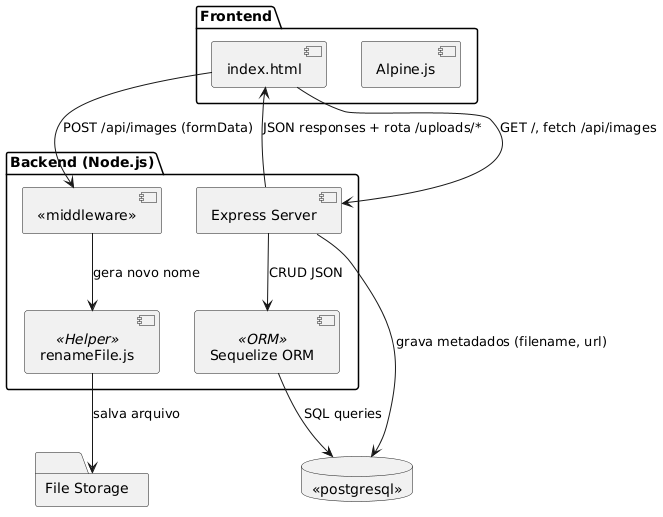 Frontend
index.html
Alpine.js
POST /api/images (formData)
JSON responses + rota /uploads/*
GET /, fetch /api/images
Backend (Node.js)
«middleware»
Express Server
gera novo nome
CRUD JSON
«Helper»
renameFile.js
«ORM»
Sequelize ORM
grava metadados (filename, url)
salva arquivo
SQL queries
File Storage
«postgresql»